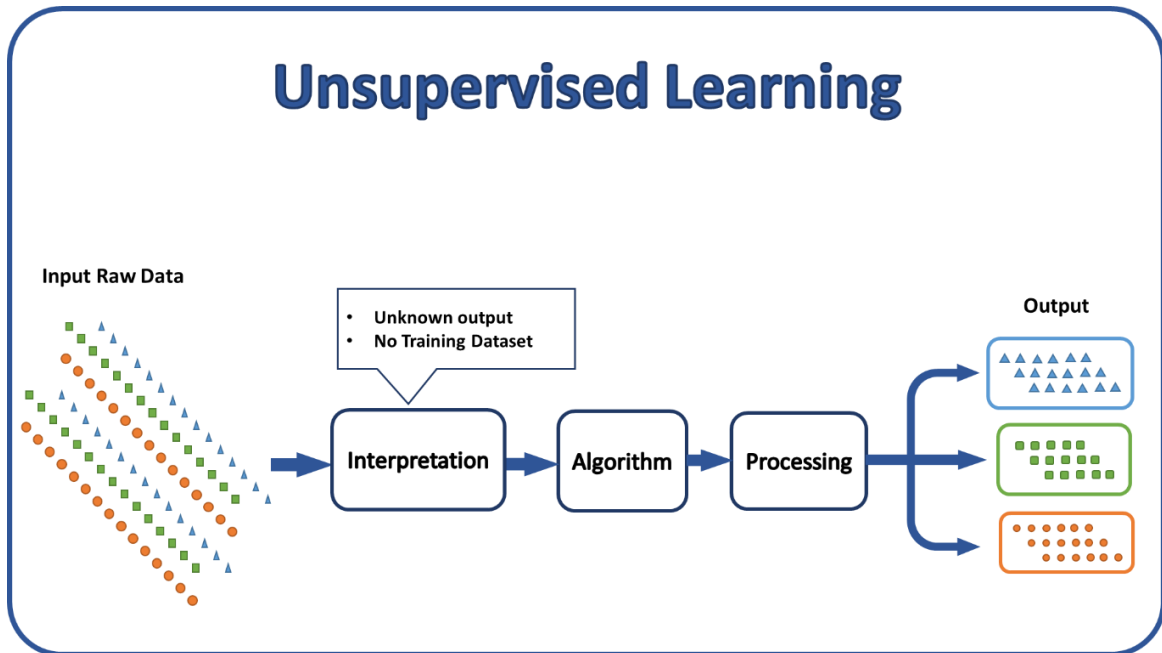 Unsupervised Learning
Input Raw Data
• Unknown output
• No Training Dataset
Interpretation
Algorithm
Processing
Output